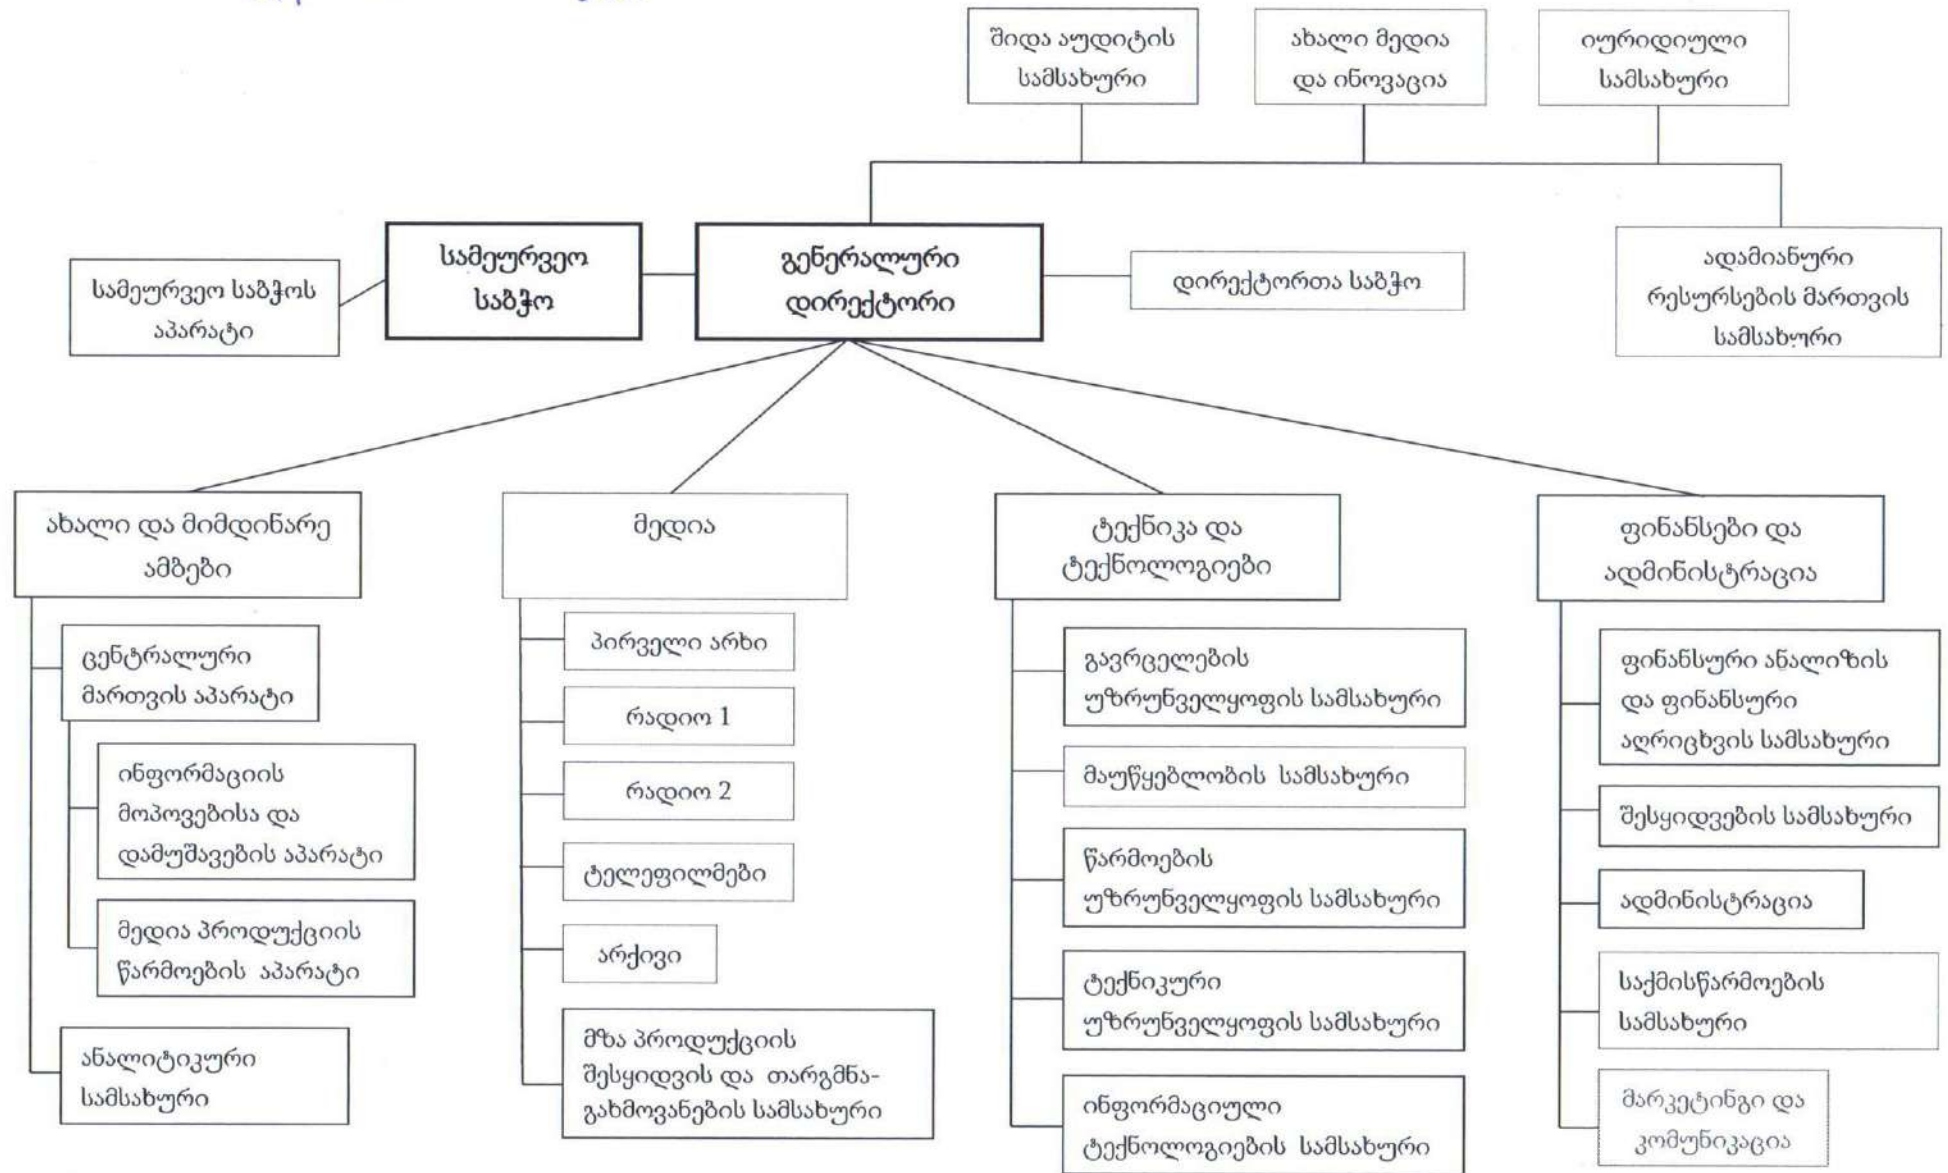 შიდა აუდიტის
სამსახური
ახალი მედია
და ინოვაცია
იურიდიული
სამსახური
სამეურვეო საბჭოს
აპარატი
სამეურვეო
საბჭო
გენერალური
დირექტორი
დირექტორთა საბჭო
ადამიანური
რესურსების მართვის
სამსახური
ახალი და მიმდინარე
ამბები
ცენტრალური
მართვის აპარატი
ინფორმაციის
მოპოვებისა და
დამუშავების აპარატი
მედია პროდუქციის
წარმოების აპარატი
ანალიტიკური
სამსახური
მედია
პირველი არხი
რადიო 1
რადიო 2
ტელეფილმები
არქივი
მზა პროდუქციის
შესყიდვის და თარგმნა-
გახმოვანების სამსახური
ტექნიკა და
ტექნოლოგიები
გავრცელების
უზრუნველყოფის სამსახური
მაუწყებლობის სამსახური
წარმოების
უზრუნველყოფის სამსახური
ტექნიკური
უზრუნველყოფის სამსახური
ინფორმაციული
ტექნოლოგიების სამსახური
ფინანსები და
ადმინისტრაცია
ფინანსური ანალიზის
და ფინანსური
აღრიცხვის სამსახური
შესყიდვების სამსახური
ადმინისტრაცია
საქმისწარმოების
სამსახური
მარკეტინგი და
კომუნიკაცია